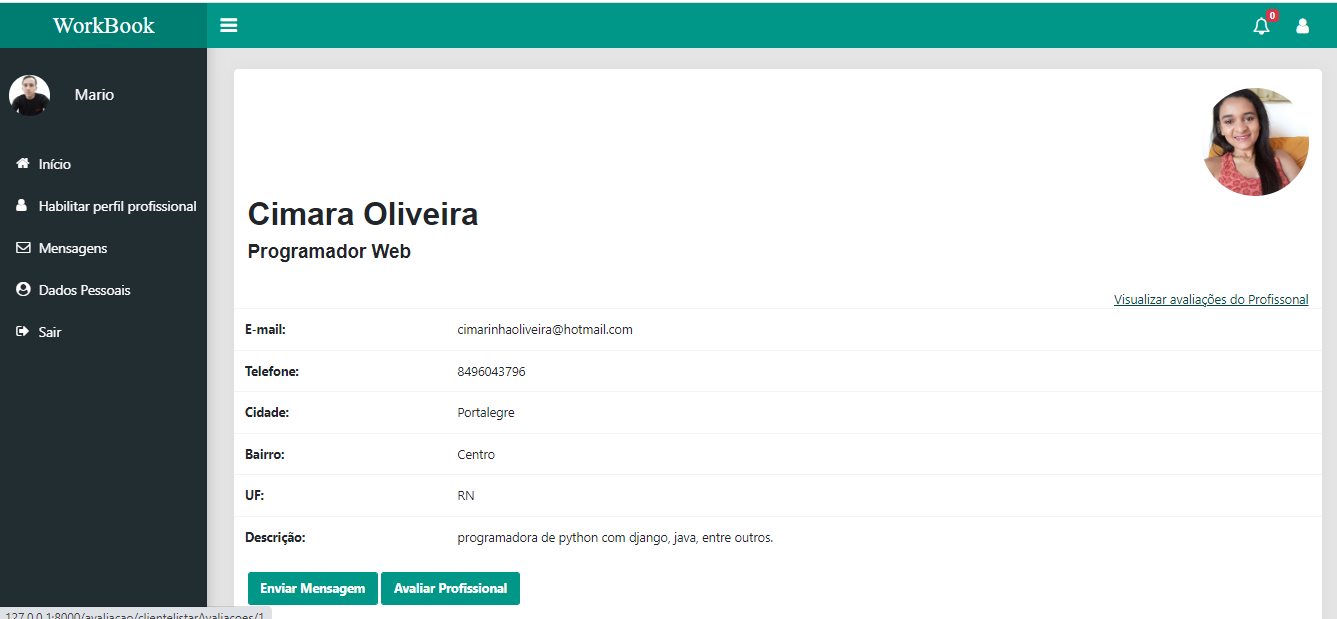 WorkBook
0
Mario
Início
Habilitar perfil profissional
Mensagens
Dados Pessoais
Sair
Cimara Oliveira
Programador Web
Visualizar avaliações do Profissonal
E-mail: cimarinhaoliveira@hotmail.com
Telefone: 8496043796
Cidade: Portalegre
Bairro: Centro
UF: RN
Descrição: programadora de python com django, java, entre outros.
Enviar Mensagem Avaliar Profissional
127.0.0.1:8000/avaliacao/clientelistarAvaliacoes/1